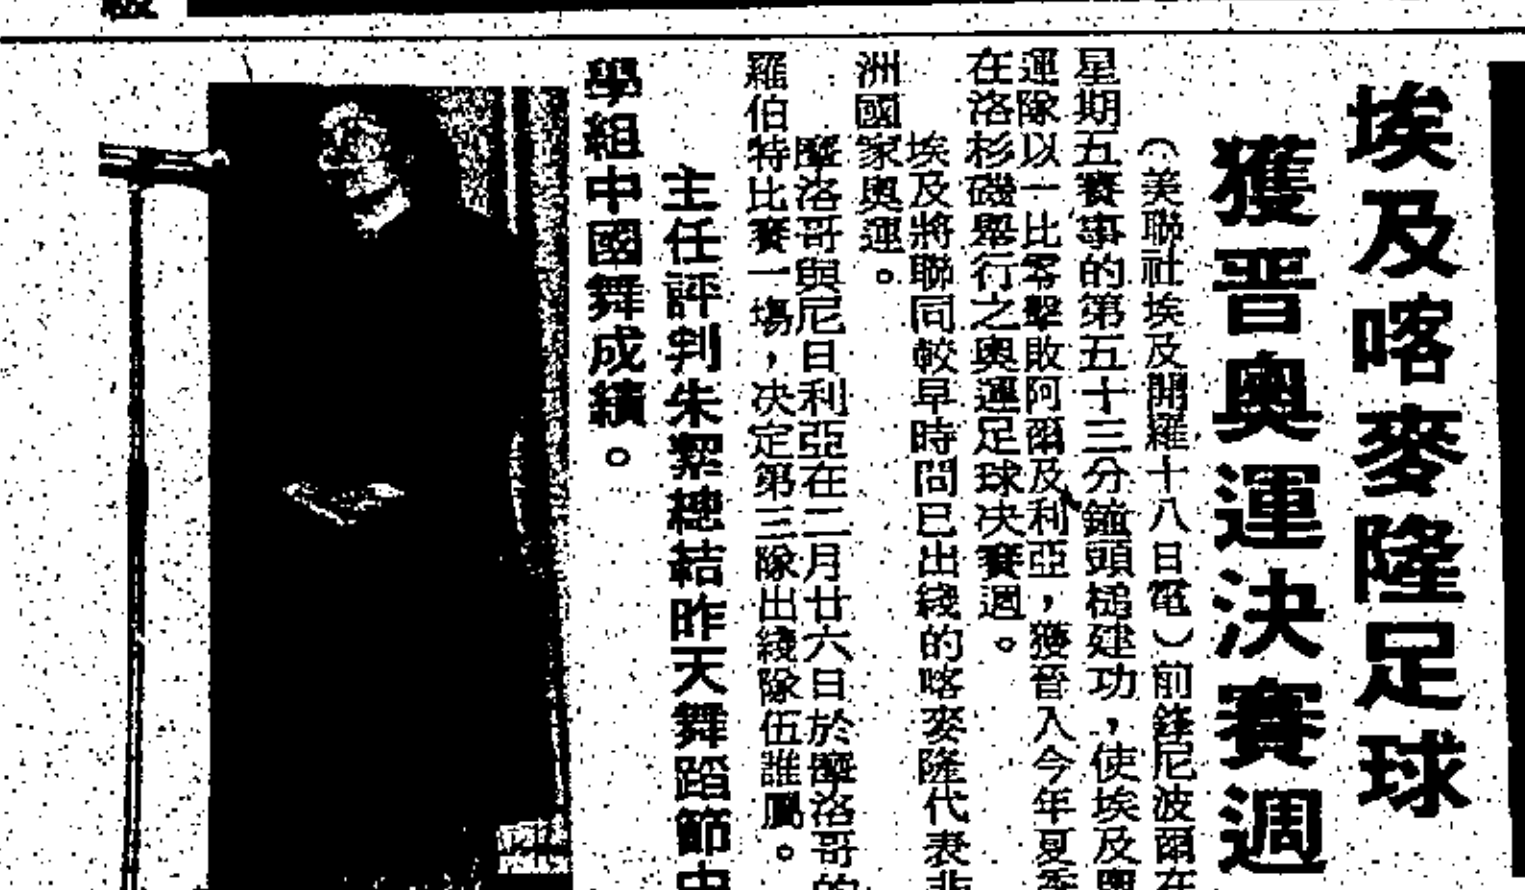 埃及喀麥隆足球
獲晋奧運決賽週
（美聯社埃及開羅十八日電）前鋒尼波爾在
星期五賽事的第五十三分鐘頭槌建功，使埃及奧
運隊以一比零擊敗阿爾及利亞，獲晉入今年夏季
在洛杉磯舉行之奧運足球决賽週。
埃及將聯同較早時間已出綫的喀麥隆代表非
洲國家奧運。
摩洛哥與尼日利亞在二月廿六日於摩洛哥的
羅伯特比賽一場，决定第三隊出綫隊伍誰屬。
主任評判朱絜總結昨天舞蹈節中
學組中國舞成績。